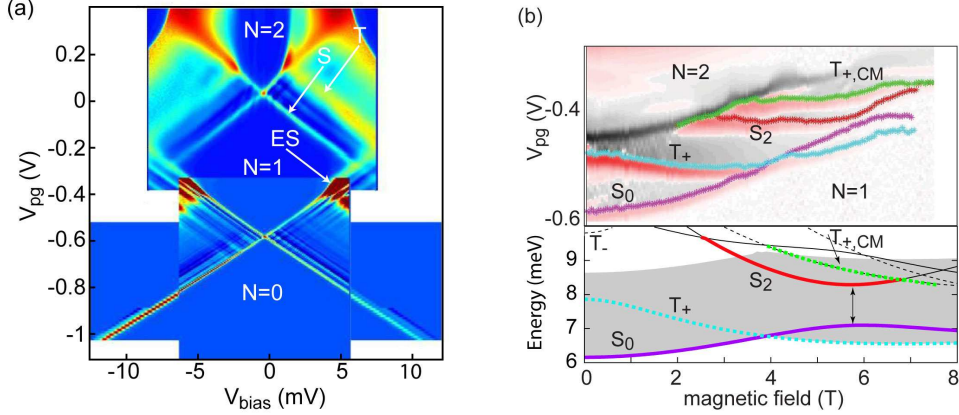 (a)
N=2
S
T
ES
N=1
N=0
0.2
0
-0.2
-0.4
-0.6
-0.8
-1
V_pg (V)
-10
-5
0
5
10
V_bias (mV)
(b)
N=2
T_+,CM
S_2
T_+
S_0
N=1
-0.4
-0.6
V_pg (V)
T_-
T_+,CM
S_2
T_+
S_0
9
8
7
6
Energy (meV)
0
2
4
6
8
magnetic field (T)